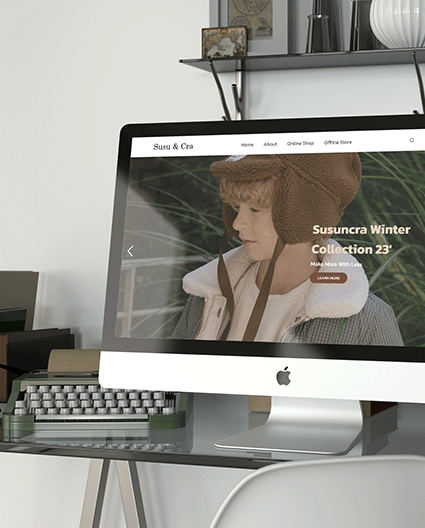 Susu & Cra
Home About Online Shop Offline Store
Susuncra Winter
Collection 23'
Make More With Less
LEARN MORE